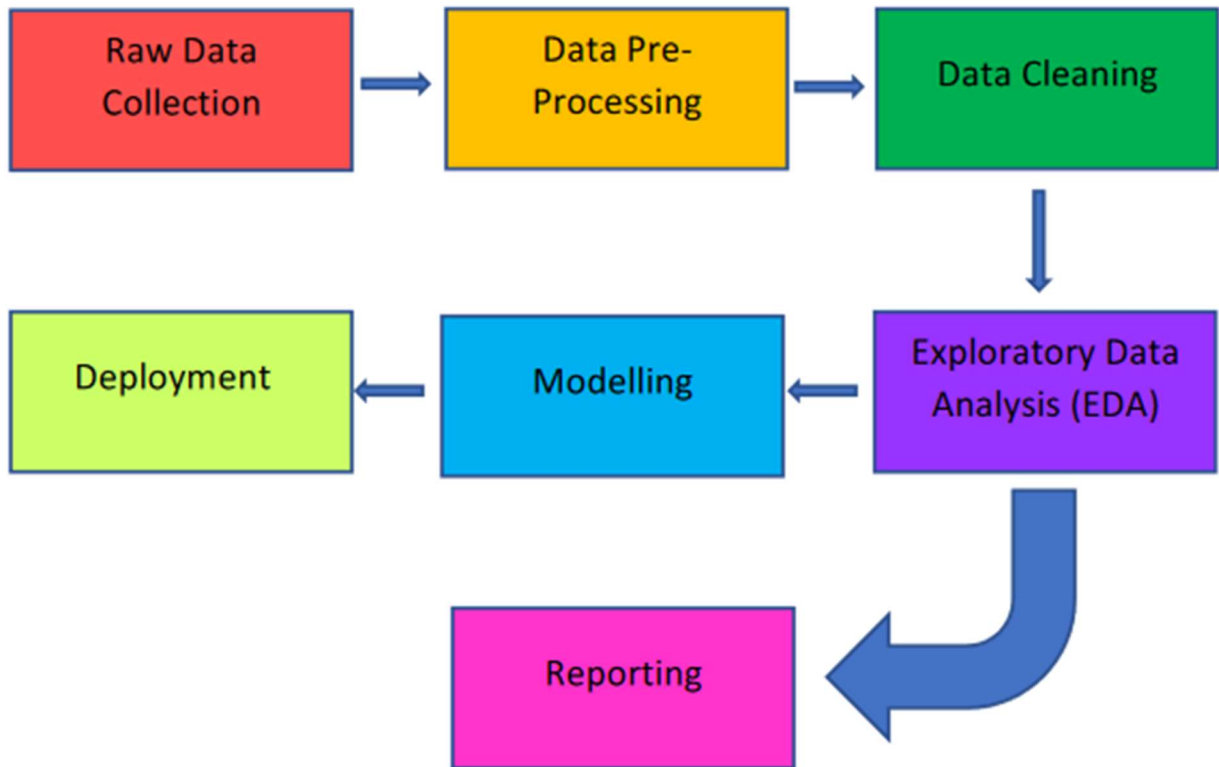 Raw Data
Collection
Data Pre-
Processing
Data Cleaning
Exploratory Data
Analysis (EDA)
Modelling
Deployment
Reporting